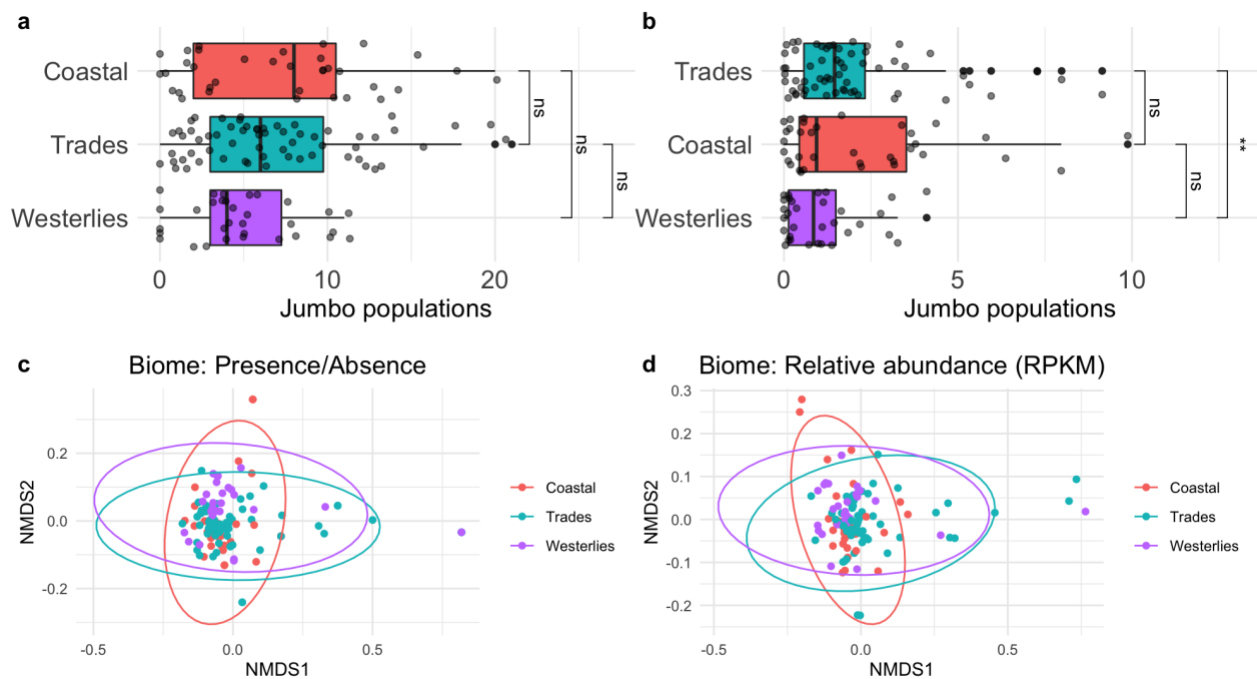 a
Coastal
Trades
Westerlies
ns
ns
ns
0
10
20
Jumbo populations
b
Trades
Coastal
Westerlies
ns
ns
**
0
5
10
Jumbo populations
c
Biome: Presence/Absence
NMDS2
0.2
0.0
-0.2
-0.5
0.0
0.5
NMDS1
Coastal
Trades
Westerlies
d
Biome: Relative abundance (RPKM)
NMDS2
0.3
0.2
0.1
0.0
-0.1
-0.2
-0.5
0.0
0.5
NMDS1
Coastal
Trades
Westerlies